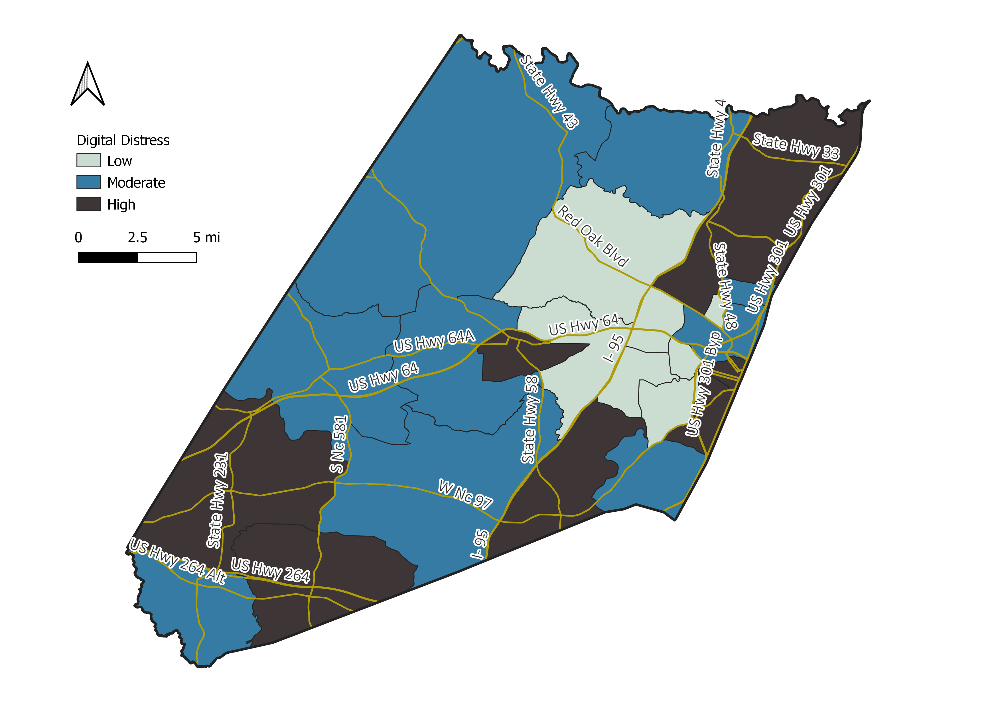 State Hwy 43
State Hwy 4
State Hwy 33
Digital Distress
Low
Moderate
High
US Hwy 301
Red Oak Blvd
0 2.5 5 mi
State Hwy 48
US Hwy 301
US Hwy 64
US Hwy 64A
I- 95
US Hwy 301 Byp
US Hwy 64
State Hwy 58
S Nc 581
State Hwy 231
W Nc 97
I- 95
US Hwy 264 Alt
US Hwy 264